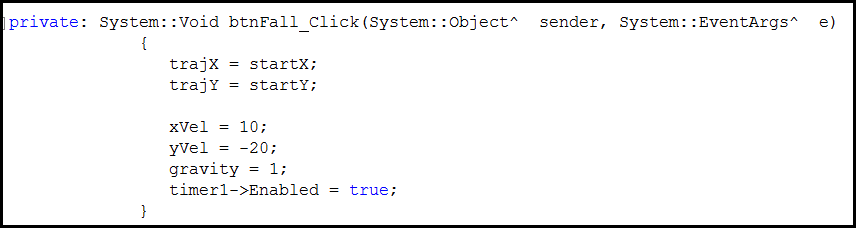 private: System::Void btnFall_Click(System::Object^  sender, System::EventArgs^  e)
{
trajX = startX;
trajY = startY;
xVel = 10;
yVel = -20;
gravity = 1;
timer1->Enabled = true;
}